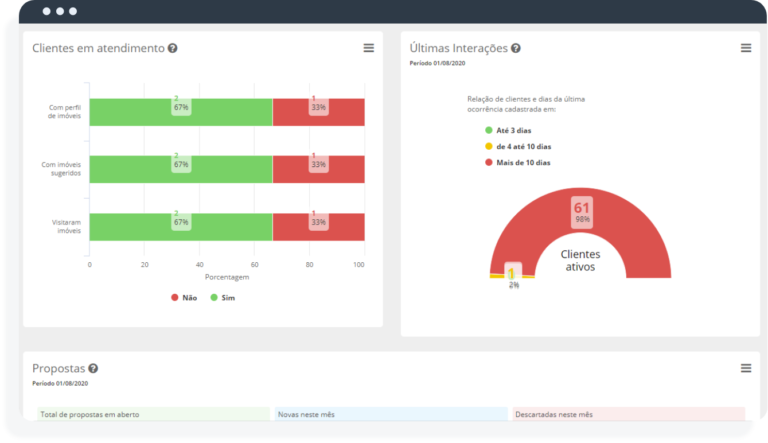 Clientes em atendimento ?
Com perfil
de imóveis
67%
1
33%
Com imóveis
sugeridos
67%
1
33%
Visitaram
imóveis
67%
1
33%
0 20 40 60 80 100
Porcentagem
Não Sim
Últimas Interações ?
Período 01/08/2020
Relação de clientes e dias da última
ocorrência cadastrada em:
Até 3 dias
de 4 até 10 dias
Mais de 10 dias
61
98%
Clientes
ativos
1
2%
Propostas ?
Período 01/08/2020
Total de propostas em aberto
Novas neste mês
Descartadas neste mês